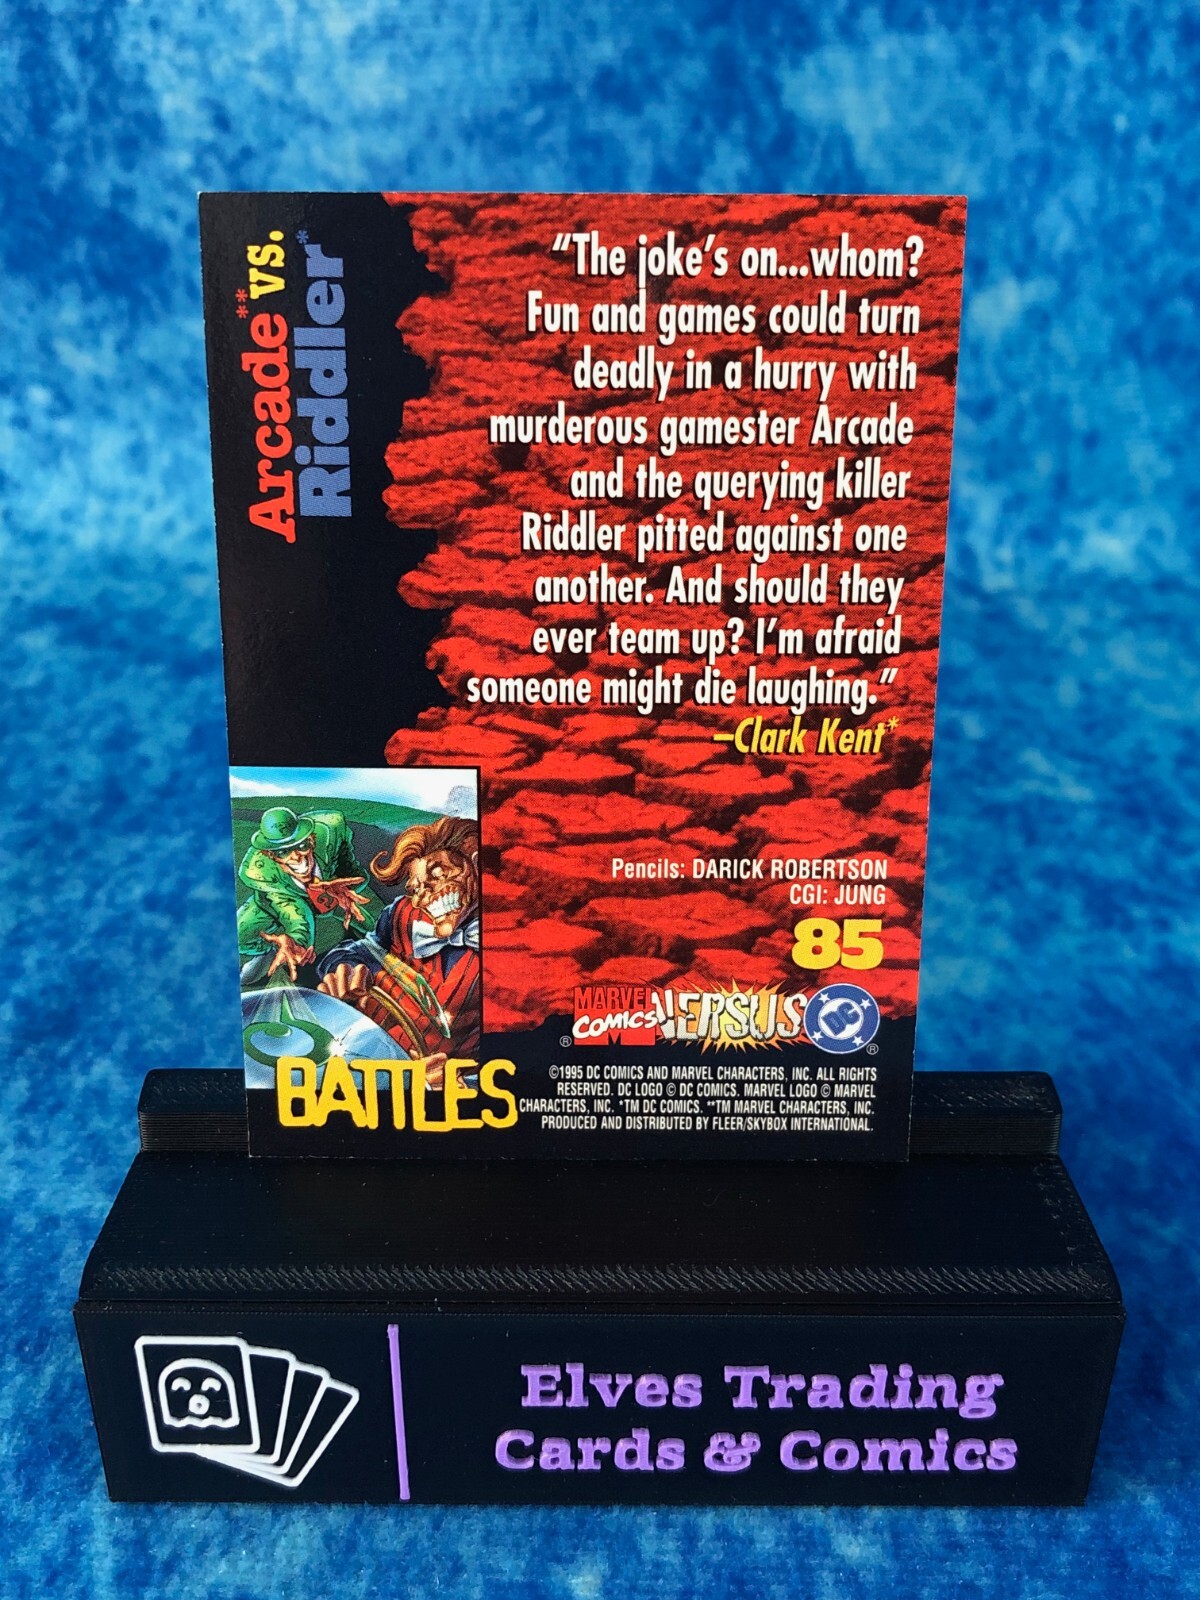 Arcade** vs.
Riddler*
“The joke’s on...whom?
Fun and games could turn
deadly in a hurry with
murderous gamester Arcade
and the querying killer
Riddler pitted against one
another. And should they
ever team up? I’m afraid
someone might die laughing.”
–Clark Kent*
Pencils: DARICK ROBERTSON
CGI: JUNG
85
MARVEL
COMICS
VERSUS
DC
®
®
BATTLES
©1995 DC COMICS AND MARVEL CHARACTERS, INC. ALL RIGHTS
RESERVED. DC LOGO © DC COMICS. MARVEL LOGO © MARVEL
CHARACTERS, INC. *TM DC COMICS. **TM MARVEL CHARACTERS, INC.
PRODUCED AND DISTRIBUTED BY FLEER/SKYBOX INTERNATIONAL.
Elves Trading
Cards & Comics